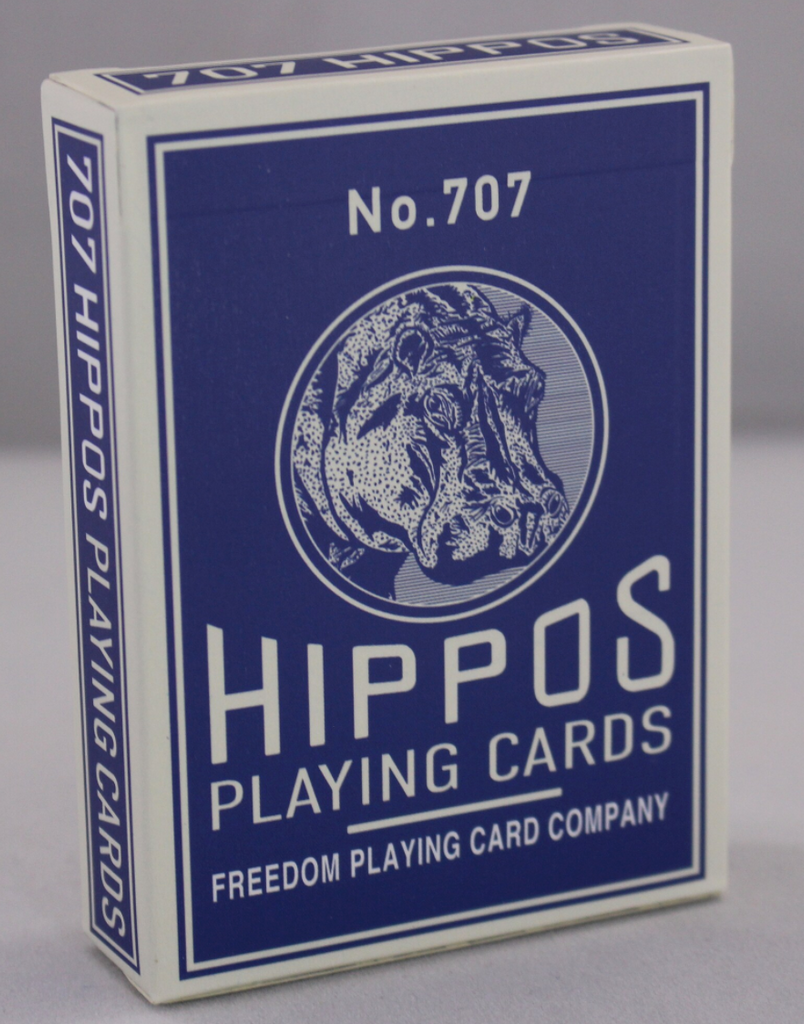 707 HIPPOS
707 HIPPOS PLAYING CARDS
No.707
HIPPOS
PLAYING CARDS
FREEDOM PLAYING CARD COMPANY